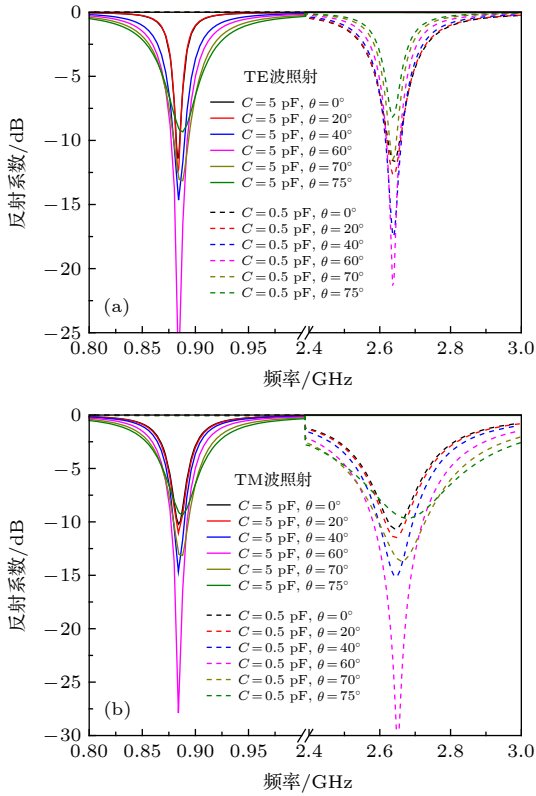 0
−5
−10
−15
−20
−25
反射系数/dB
TE波照射
C=5 pF, θ=0°
C=5 pF, θ=20°
C=5 pF, θ=40°
C=5 pF, θ=60°
C=5 pF, θ=70°
C=5 pF, θ=75°
C=0.5 pF, θ=0°
C=0.5 pF, θ=20°
C=0.5 pF, θ=40°
C=0.5 pF, θ=60°
C=0.5 pF, θ=70°
C=0.5 pF, θ=75°
(a)
0.80 0.85 0.90 0.95 2.4 2.6 2.8 3.0
频率/GHz
0
−5
−10
−15
−20
−25
−30
反射系数/dB
TM波照射
C=5 pF, θ=0°
C=5 pF, θ=20°
C=5 pF, θ=40°
C=5 pF, θ=60°
C=5 pF, θ=70°
C=5 pF, θ=75°
C=0.5 pF, θ=0°
C=0.5 pF, θ=20°
C=0.5 pF, θ=40°
C=0.5 pF, θ=60°
C=0.5 pF, θ=70°
C=0.5 pF, θ=75°
(b)
0.80 0.85 0.90 0.95 2.4 2.6 2.8 3.0
频率/GHz